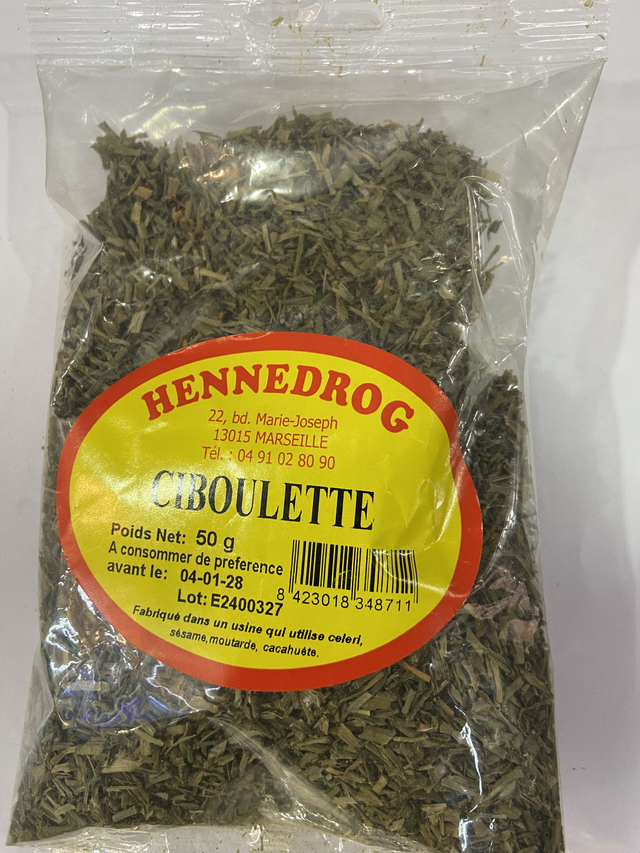 HENNEDROG
22, bd. Marie-Joseph
13015 MARSEILLE
Tél. : 04 91 02 80 90
CIBOULETTE
Poids Net: 50 g
A consommer de preference
avant le: 04-01-28
Lot: E2400327
8 423018 348711
Fabriqué dans un usine qui utilise celeri,
sésame, moutarde, cacahuéte.